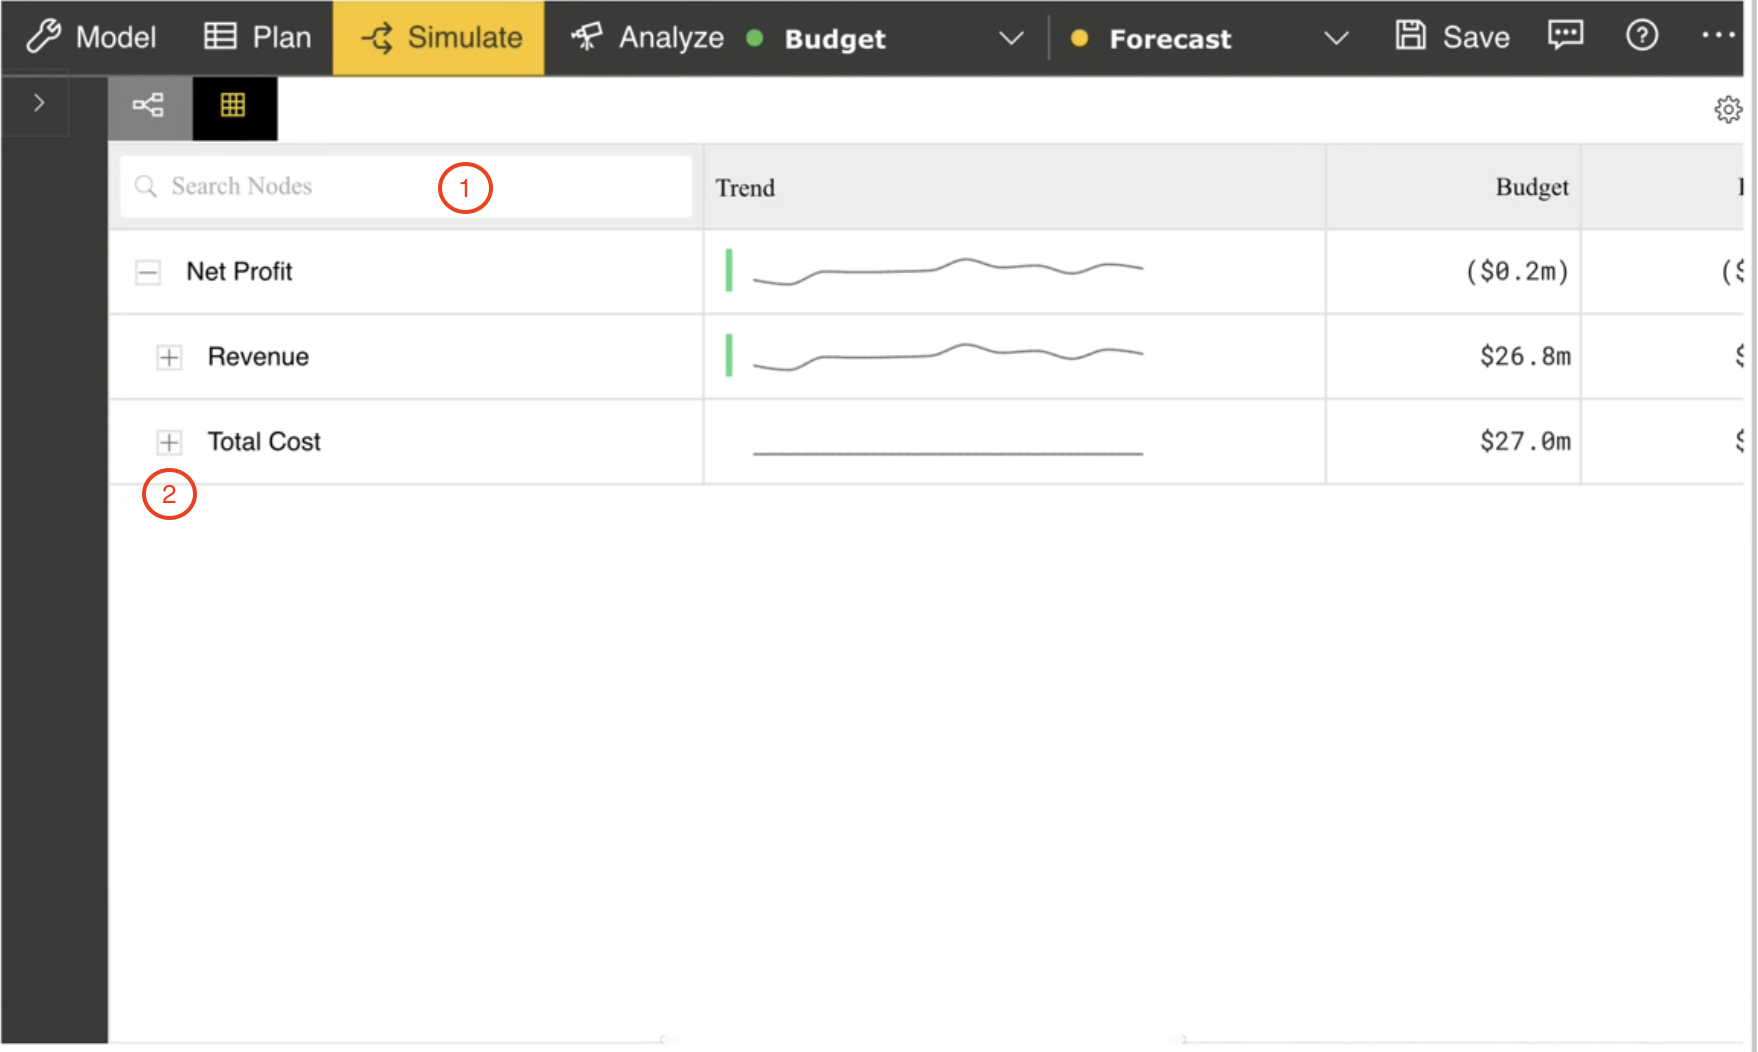 Model Plan Simulate Analyze Budget Forecast Save
Search Nodes 1 Trend Budget
Net Profit ($0.2m) ($
Revenue $26.8m $
Total Cost $27.0m $
2